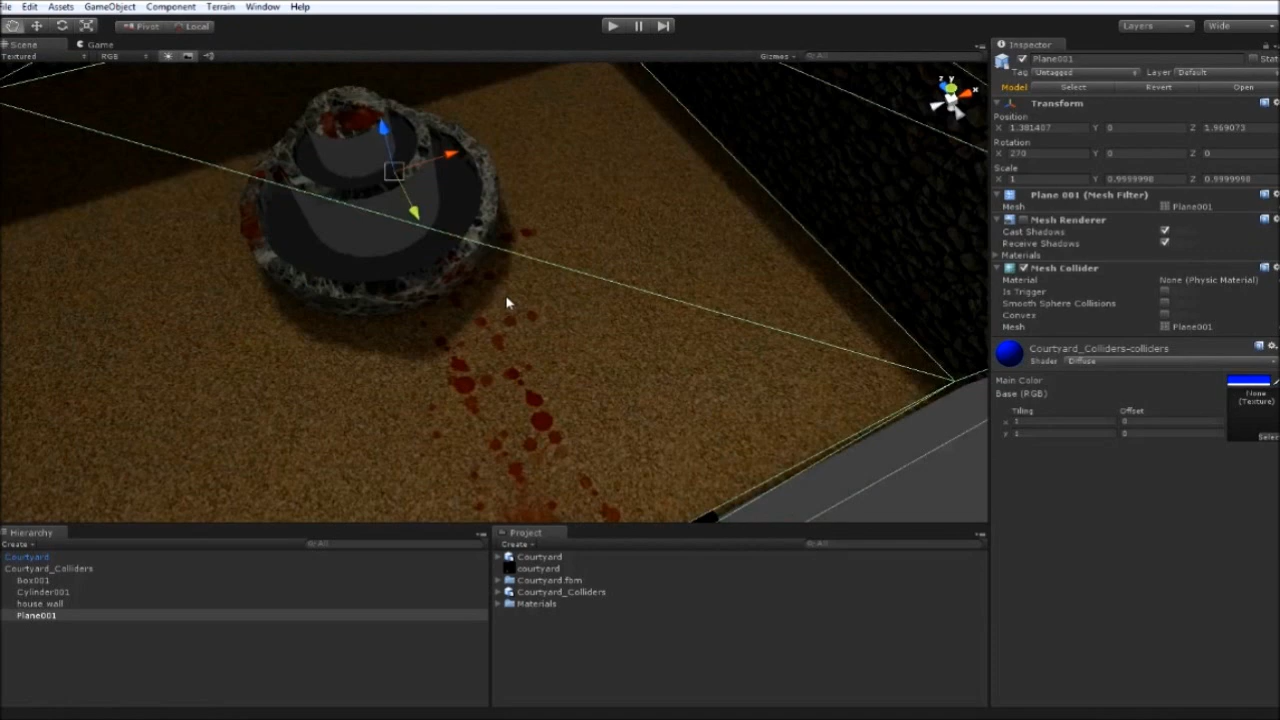 File Edit Assets GameObject Component Terrain Window Help
Pivot Local Layers Wide
Scene Game
Textured RGB Gizmos All
z y x
Inspector
Plane001 Stat
Tag Untagged Layer Default
Model Select Revert Open
Transform
Position
X 1.381407 Y 0 Z 1.969073
Rotation
X 270 Y 0 Z 0
Scale
X 1 Y 0.9999998 Z 0.9999998
Plane 001 (Mesh Filter)
Mesh Plane001
Mesh Renderer
Cast Shadows
Receive Shadows
Materials
Mesh Collider
Material None (Physic Material)
Is Trigger
Smooth Sphere Collisions
Convex
Mesh Plane001
Courtyard_Colliders-colliders
Shader Diffuse
Main Color
Base (RGB) None
(Texture)
Tiling Offset
x 1 0
y 1 0
Selec
Hierarchy
Create All
Courtyard
Courtyard_Colliders
Box001
Cylinder001
house wall
Plane001
Project
Create All
Courtyard
courtyard
Courtyard.fbm
Courtyard_Colliders
Materials